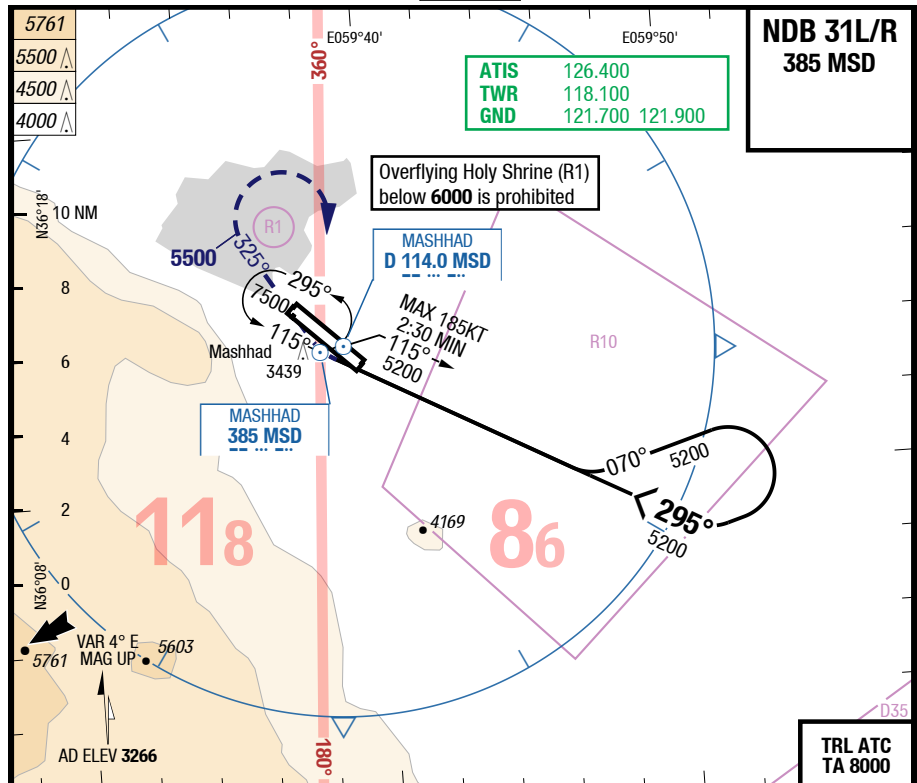 5761
5500
4500
4000
E059°40'
E059°50'
NDB 31L/R
385 MSD
ATIS 126.400
TWR 118.100
GND 121.700 121.900
360°
Overflying Holy Shrine (R1)
below 6000 is prohibited
N36°18'
10 NM
R1
5500
325°
MASHHAD
D 114.0 MSD
8
295°
7500
115°
MAX 185KT
2:30 MIN
115°
5200
R10
Mashhad
3439
6
MASHHAD
385 MSD
4
070°
5200
295°
5200
2
118
86
4169
N36°08'
0
VAR 4° E
MAG UP
5603
5761
AD ELEV 3266
180°
D35
TRL ATC
TA 8000